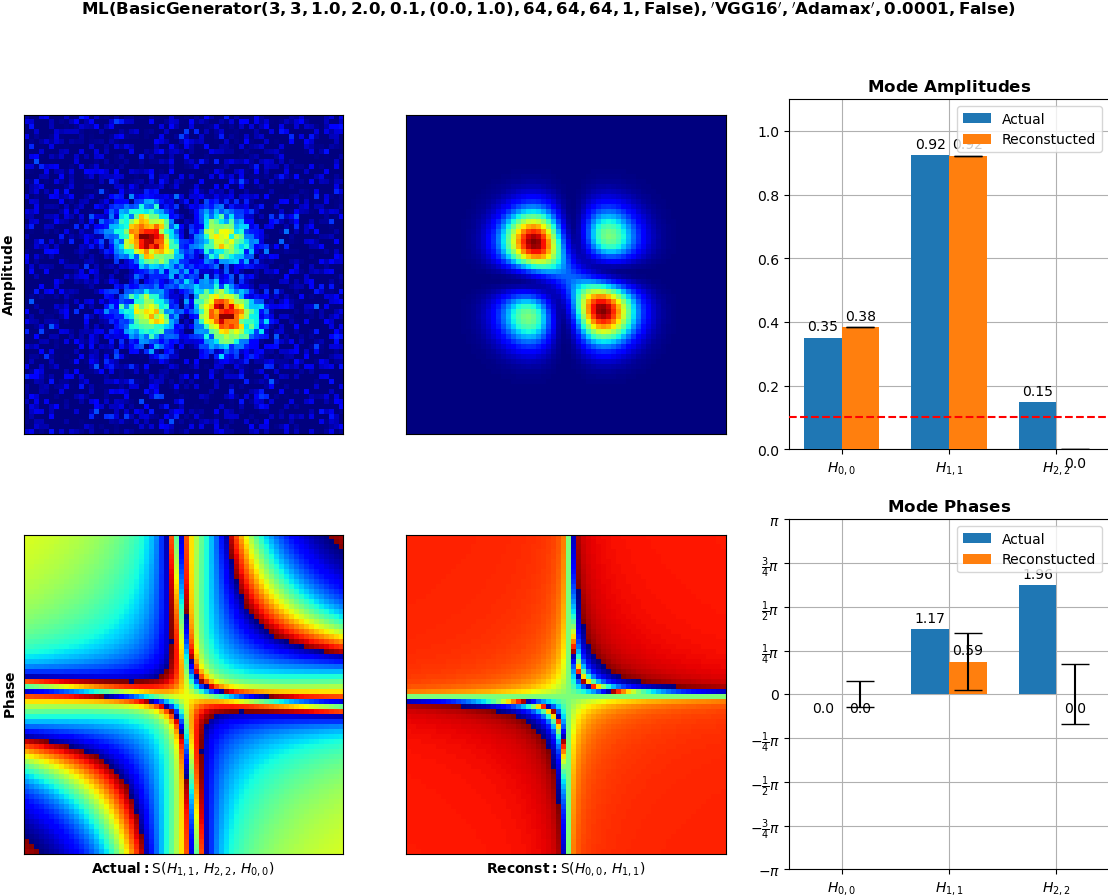 ML(BasicGenerator(3, 3, 1.0, 2.0, 0.1, (0.0, 1.0), 64, 64, 64, 1, False), ′VGG16′, ′Adamax′, 0.0001, False)
Amplitude
Mode Amplitudes
Actual
Reconstucted
1.0
0.8
0.6
0.4
0.2
0.0
0.35
0.38
0.92
0.92
0.15
0.0
H0,0
H1,1
H2,2
Phase
Actual: S(H1,1, H2,2, H0,0)
Reconst: S(H0,0, H1,1)
Mode Phases
Actual
Reconstucted
π
3/4π
1/2π
1/4π
0
−1/4π
−1/2π
−3/4π
−π
0.0
0.0
1.17
0.59
1.96
0.0
H0,0
H1,1
H2,2